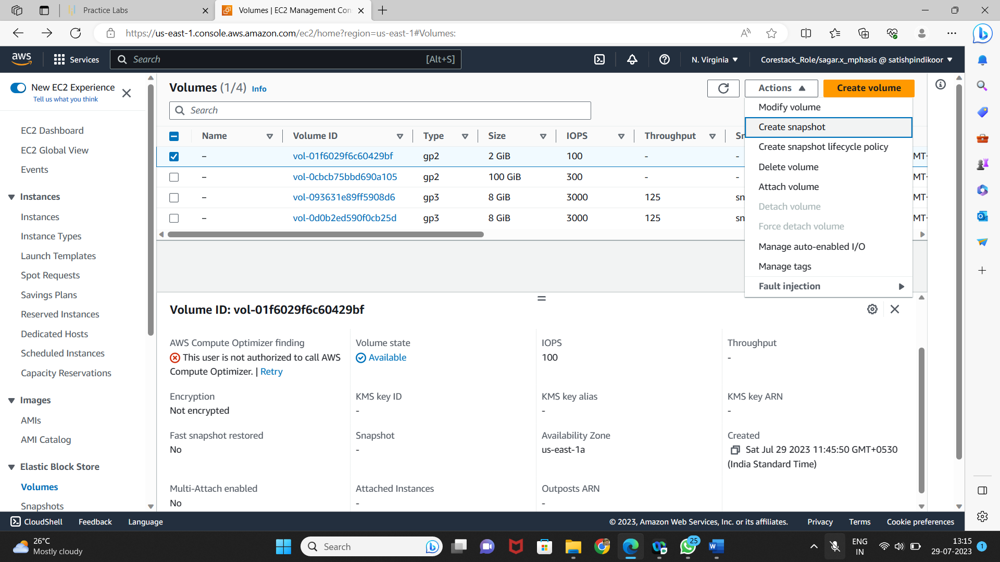 Practice Labs
Volumes | EC2 Management Con
https://us-east-1.console.aws.amazon.com/ec2/home?region=us-east-1#Volumes:
aws
Services
Search
[Alt+S]
N. Virginia
Corestack_Role/sagar.x_mphasis @ satishpindikoor
New EC2 Experience
Tell us what you think
EC2 Dashboard
EC2 Global View
Events
Instances
Instances
Instance Types
Launch Templates
Spot Requests
Savings Plans
Reserved Instances
Dedicated Hosts
Scheduled Instances
Capacity Reservations
Images
AMIs
AMI Catalog
Elastic Block Store
Volumes
Snapshots
Volumes (1/4) Info
Actions
Create volume
Search
Modify volume
Create snapshot
Create snapshot lifecycle policy
Delete volume
Attach volume
Detach volume
Force detach volume
Manage auto-enabled I/O
Manage tags
Fault injection
Name Volume ID Type Size IOPS Throughput Sn
– vol-01f6029f6c60429bf gp2 2 GiB 100 - - MT-
– vol-0cbcb75bbd690a105 gp2 100 GiB 300 - - MT-
– vol-093631e89ff5908d6 gp3 8 GiB 3000 125 sn MT-
– vol-0d0b2ed590f0cb25d gp3 8 GiB 3000 125 sn MT-
Volume ID: vol-01f6029f6c60429bf
AWS Compute Optimizer finding
This user is not authorized to call AWS
Compute Optimizer. | Retry
Volume state
Available
IOPS
100
Throughput
-
Encryption
Not encrypted
KMS key ID
-
KMS key alias
-
KMS key ARN
-
Fast snapshot restored
No
Snapshot
-
Availability Zone
us-east-1a
Created
Sat Jul 29 2023 11:45:50 GMT+0530
(India Standard Time)
Multi-Attach enabled
No
Attached Instances
-
Outposts ARN
-
CloudShell
Feedback
Language
© 2023, Amazon Web Services, Inc. or its affiliates.
Privacy
Terms
Cookie preferences
26°C
Mostly cloudy
Search
25
ENG
IN
13:15
29-07-2023
1